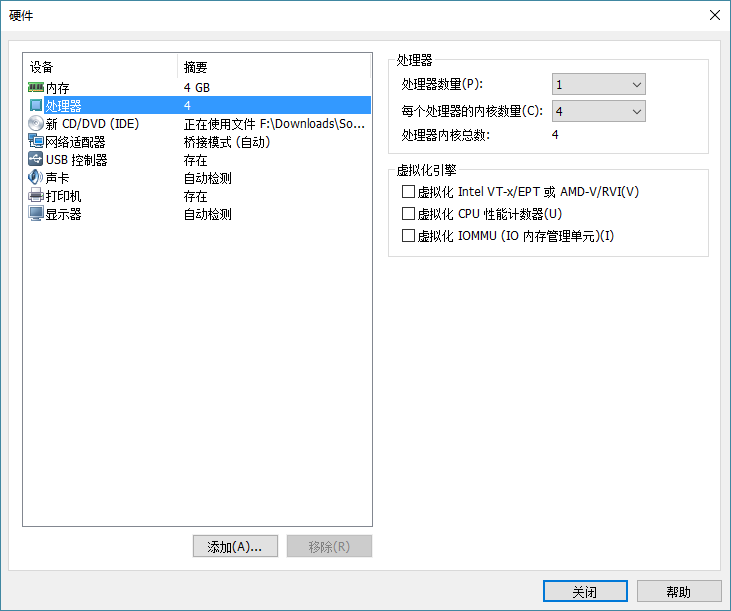 硬件
设备 摘要
内存 4 GB
处理器 4
新 CD/DVD (IDE) 正在使用文件 F:\Downloads\So...
网络适配器 桥接模式 (自动)
USB 控制器 存在
声卡 自动检测
打印机 存在
显示器 自动检测
添加(A)...
移除(R)
处理器
处理器数量(P): 1
每个处理器的内核数量(C): 4
处理器内核总数: 4
虚拟化引擎
虚拟化 Intel VT-x/EPT 或 AMD-V/RVI(V)
虚拟化 CPU 性能计数器(U)
虚拟化 IOMMU (IO 内存管理单元)(I)
关闭
帮助